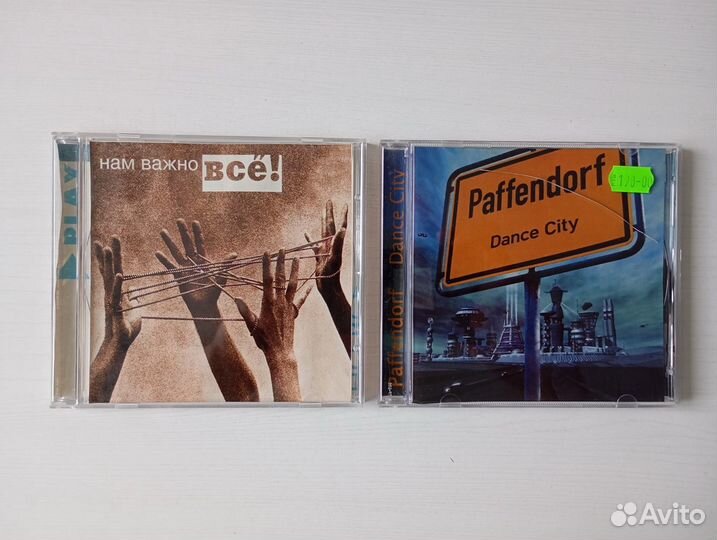 PLAY
нам важно всё!
Paffendorf Dance City
Paffendorf
Dance City
Avito